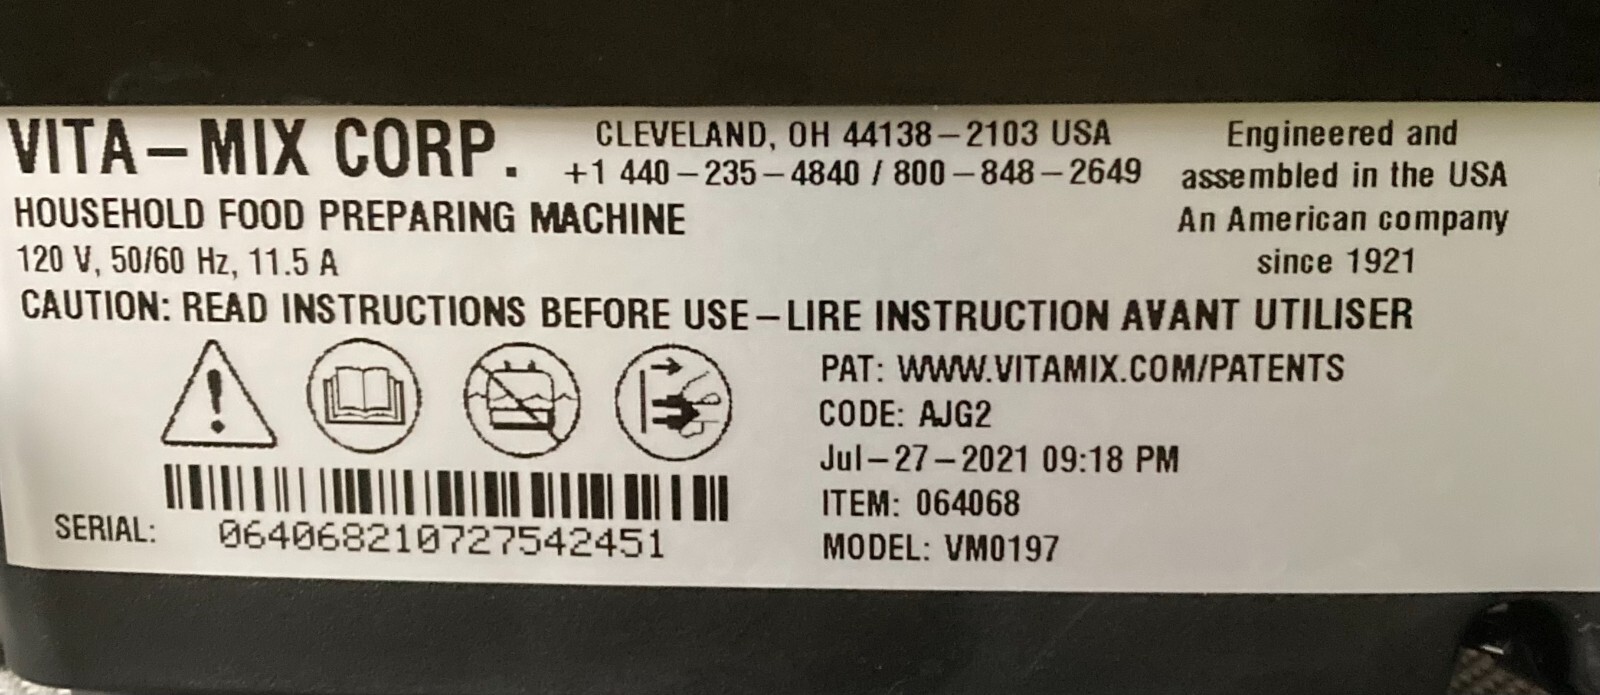 VITA-MIX CORP.
CLEVELAND, OH 44138-2103 USA
+1 440-235-4840 / 800-848-2649
Engineered and
assembled in the USA
An American company
since 1921
HOUSEHOLD FOOD PREPARING MACHINE
120 V, 50/60 Hz, 11.5 A
CAUTION: READ INSTRUCTIONS BEFORE USE-LIRE INSTRUCTION AVANT UTILISER
PAT: WWW.VITAMIX.COM/PATENTS
CODE: AJG2
Jul-27-2021 09:18 PM
ITEM: 064068
MODEL: VM0197
SERIAL: 064068210727542451